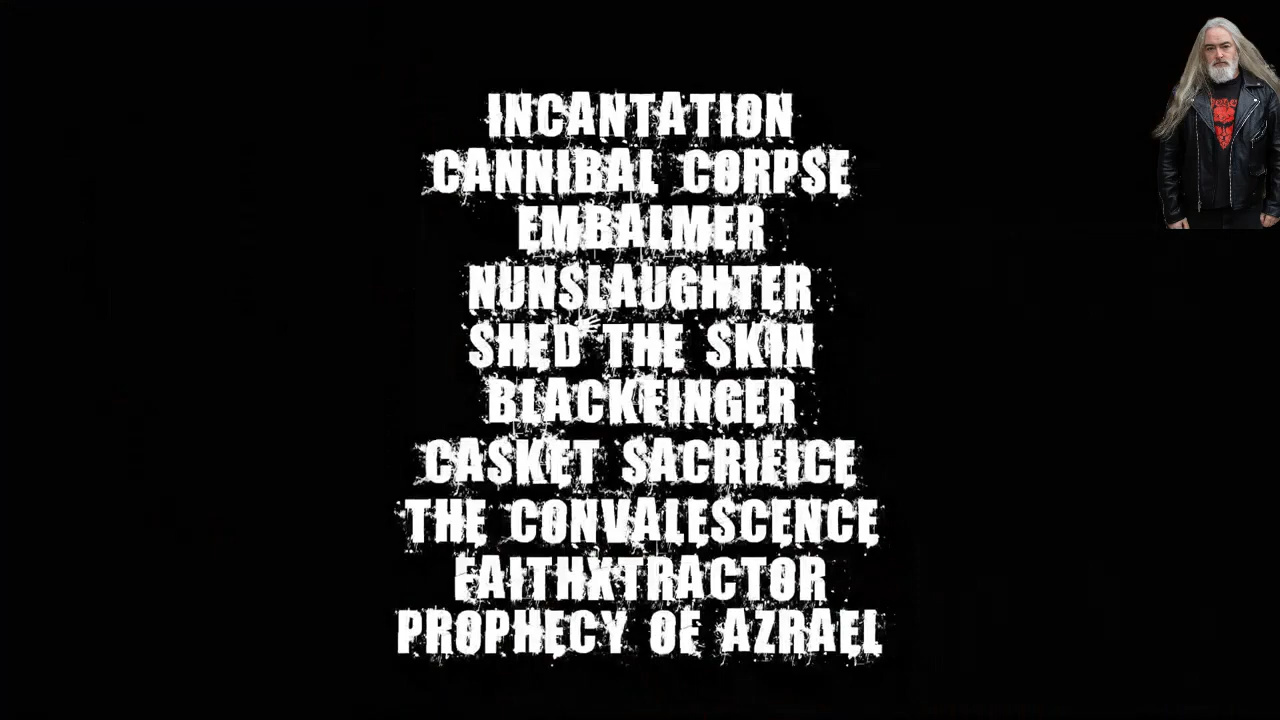 INCANTATION
CANNIBAL CORPSE
EMBALMER
NUNSLAUGHTER
SHED THE SKIN
BLACKFINGER
CASKET SACRIFICE
THE CONVALESCENCE
FAITHXTRACTOR
PROPHECY OF AZRAEL